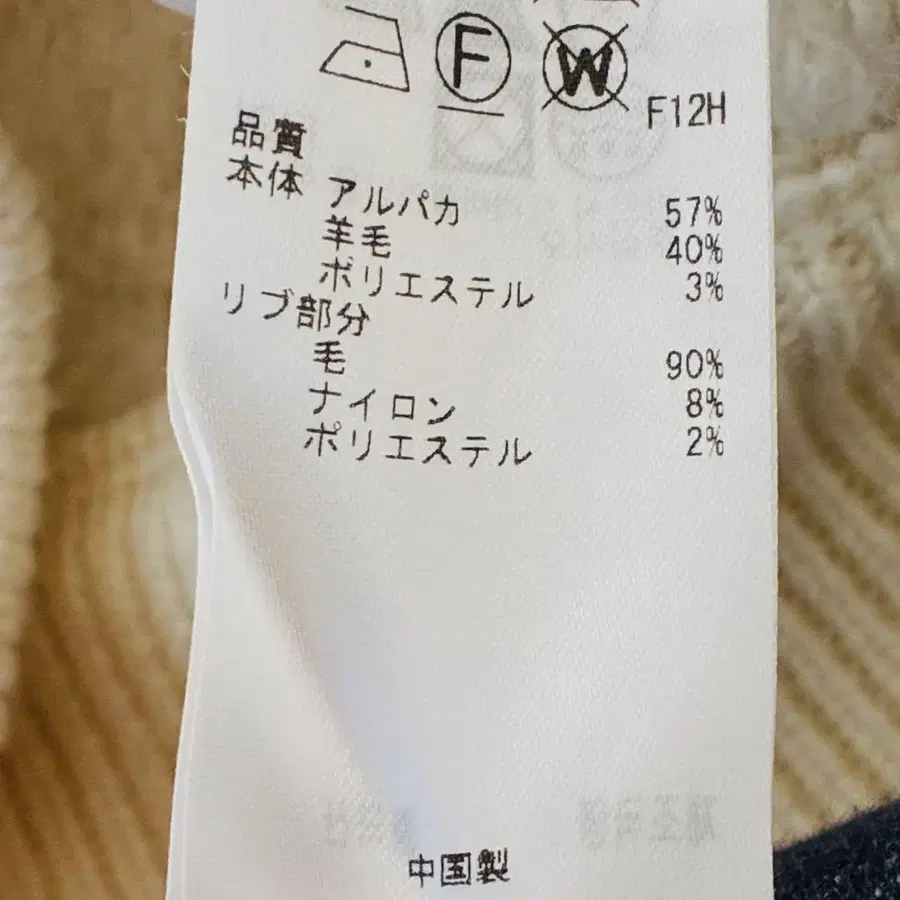 F W
F12H
品質
本体 アルパカ 57%
羊毛 40%
ポリエステル 3%
リブ部分
毛 90%
ナイロン 8%
ポリエステル 2%
中国製